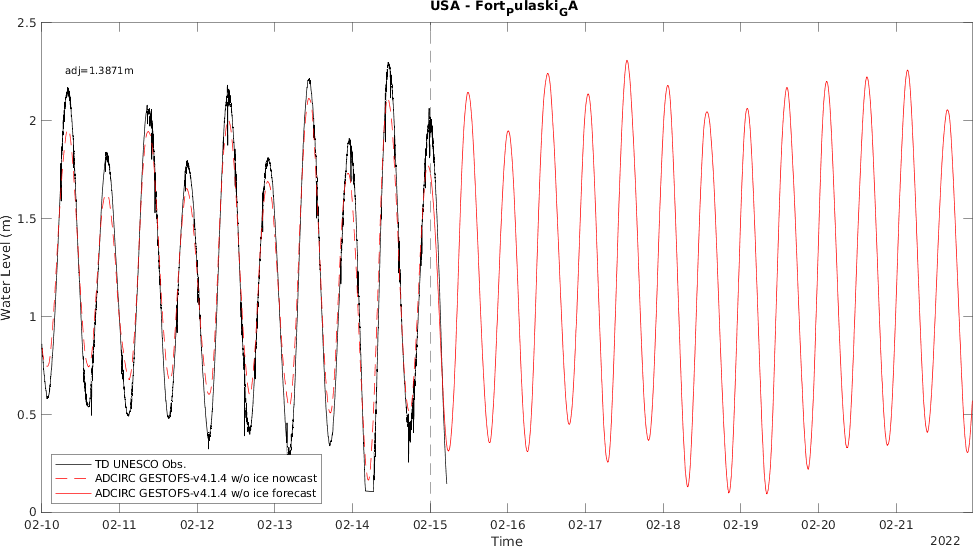 USA - Fort_Pulaski_GA
2.5
adj=1.3871m
2
1.5
Water Level (m)
1
0.5
TD UNESCO Obs.
ADCIRC GESTOFS-v4.1.4 w/o ice nowcast
ADCIRC GESTOFS-v4.1.4 w/o ice forecast
0
02-10 02-11 02-12 02-13 02-14 02-15 02-16 02-17 02-18 02-19 02-20 02-21
Time
2022